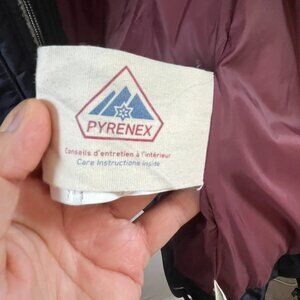 PYRENEX
Conseils d'entretien à l'intérieur
Care Instructions inside